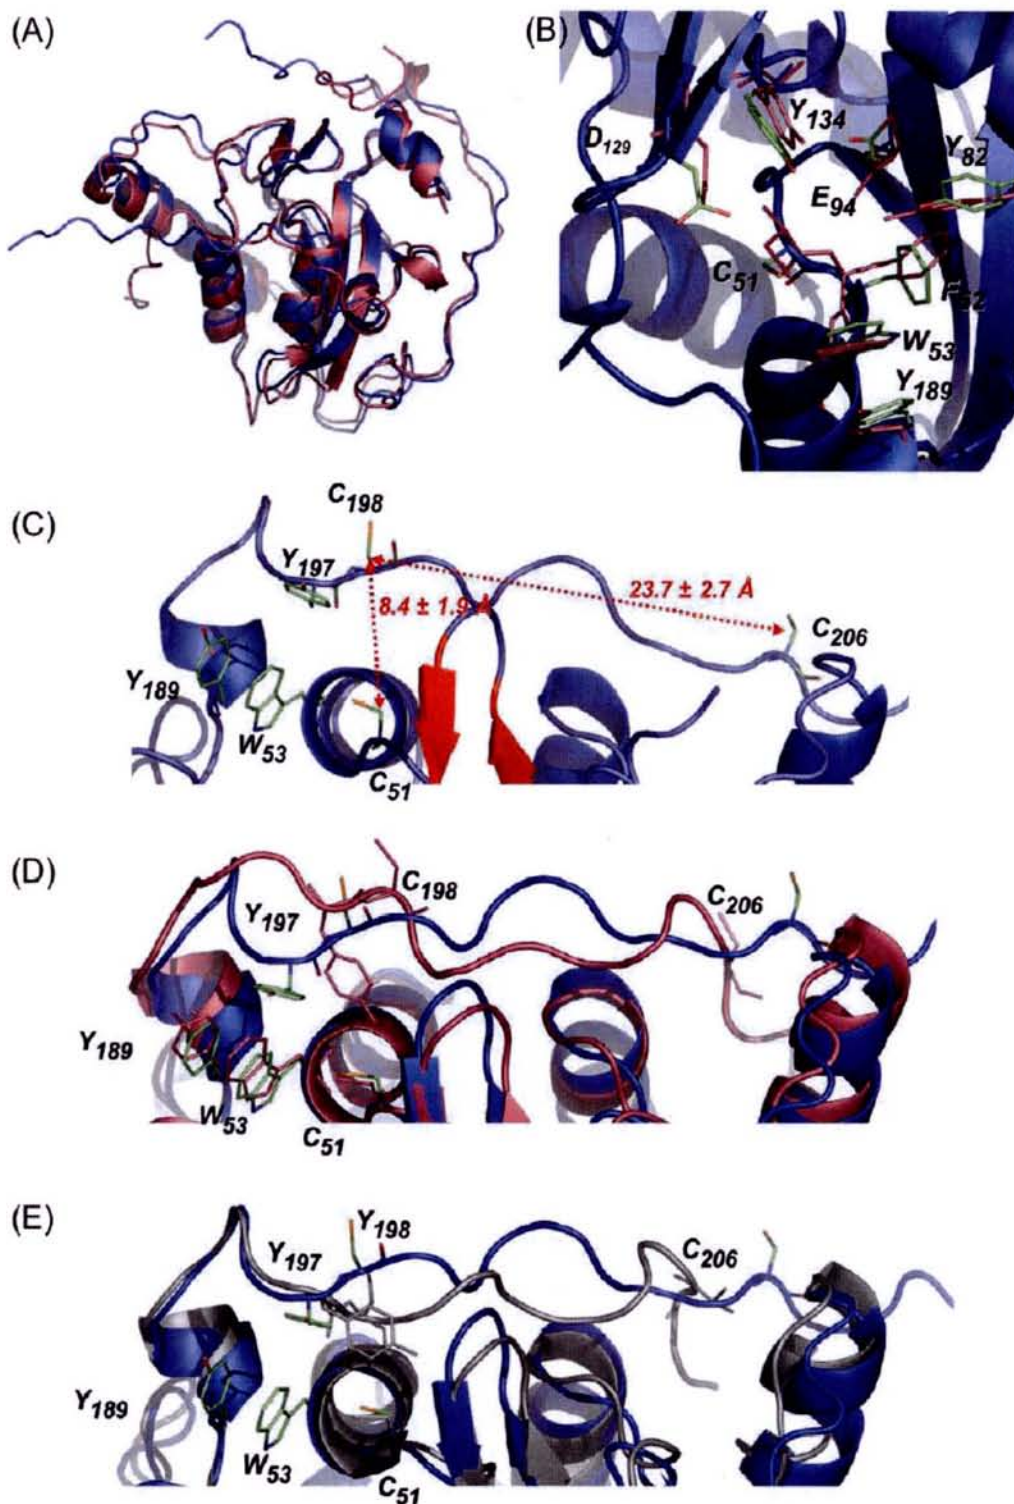 (A)
(B)
D129
Y134
Y82
E94
C51
F52
W53
Y189
(C)
C198
Y197
8.4 ± 1.9 Å
23.7 ± 2.7 Å
C206
Y189
W53
C51
(D)
C198
C206
Y197
Y189
W53
C51
(E)
Y198
Y197
C206
Y189
W53
C51